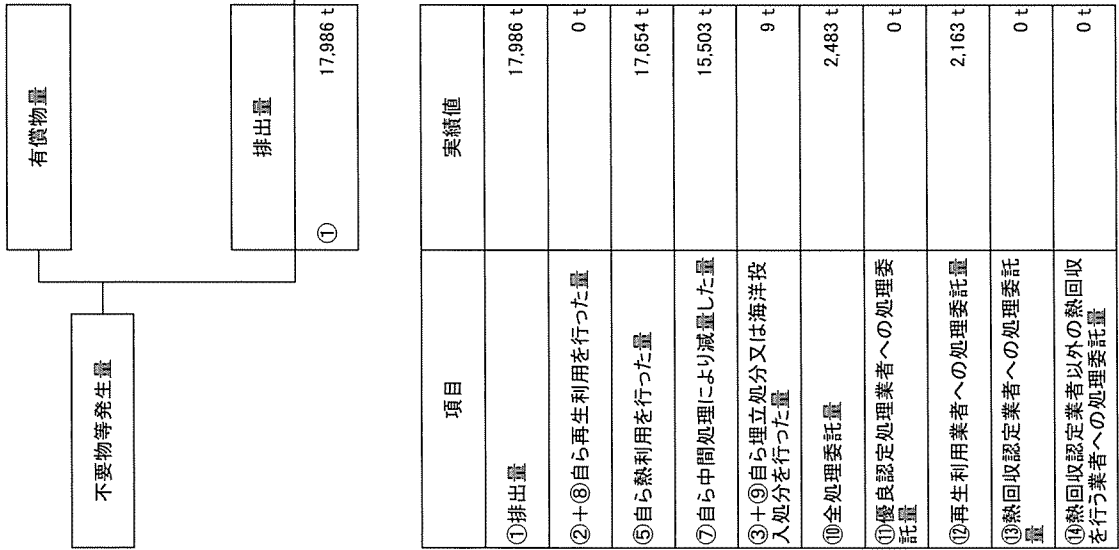 不要物等発生量
有償物量
排出量
① 17,986 t
項目 実績値
①排出量 17,986 t
②+⑧自ら再生利用を行った量 0 t
⑤自ら熱利用を行った量 17,654 t
⑦自ら中間処理により減量した量 15,503 t
③+⑨自ら埋立処分又は海洋投
入処分を行った量 9 t
⑩全処理委託量 2,483 t
⑪優良認定処理業者への処理委
託量 0 t
⑫再生利用業者への処理委託量 2,163 t
⑬熱回収認定業者への処理委託
量 0 t
⑭熱回収認定業者以外の熱回収
を行う業者への処理委託量 0 t